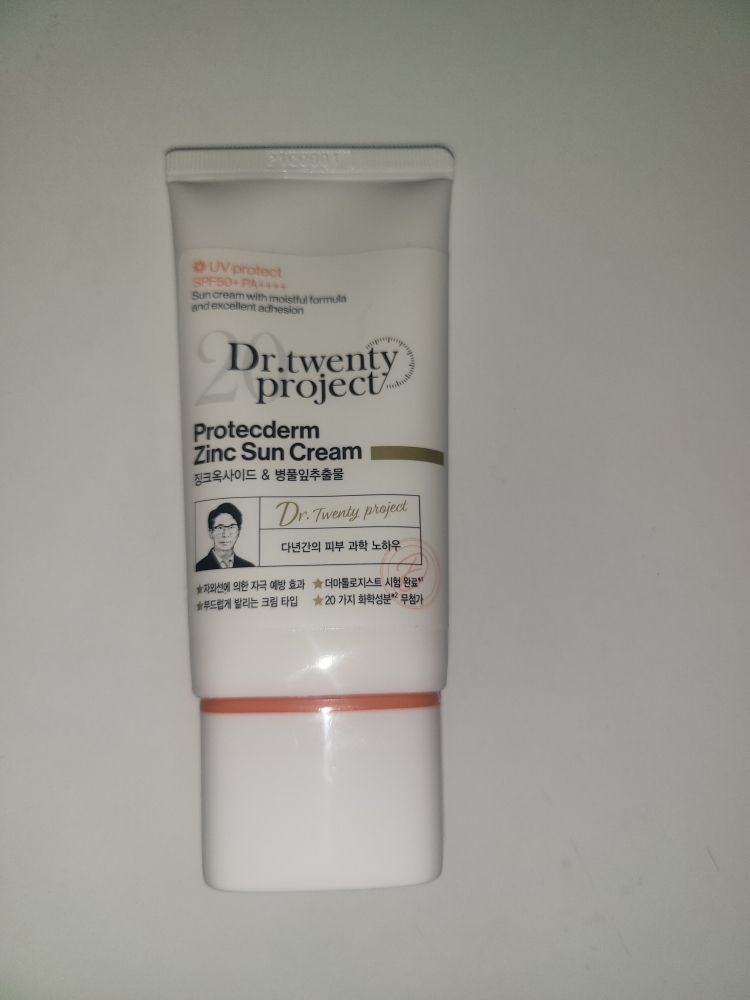 UV protect
SPF50+ PA++++
Sun cream with moistful formula
and excellent adhesion
20
Dr.twenty
project
Protecderm
Zinc Sun Cream
징크옥사이드 & 병풀잎추출물
Dr. Twenty project
다년간의 피부 과학 노하우
★자외선에 의한 자극 예방 효과 ★더마톨로지스트 시험 완료*1
★부드럽게 발리는 크림 타입 ★20 가지 화학성분*2 무첨가